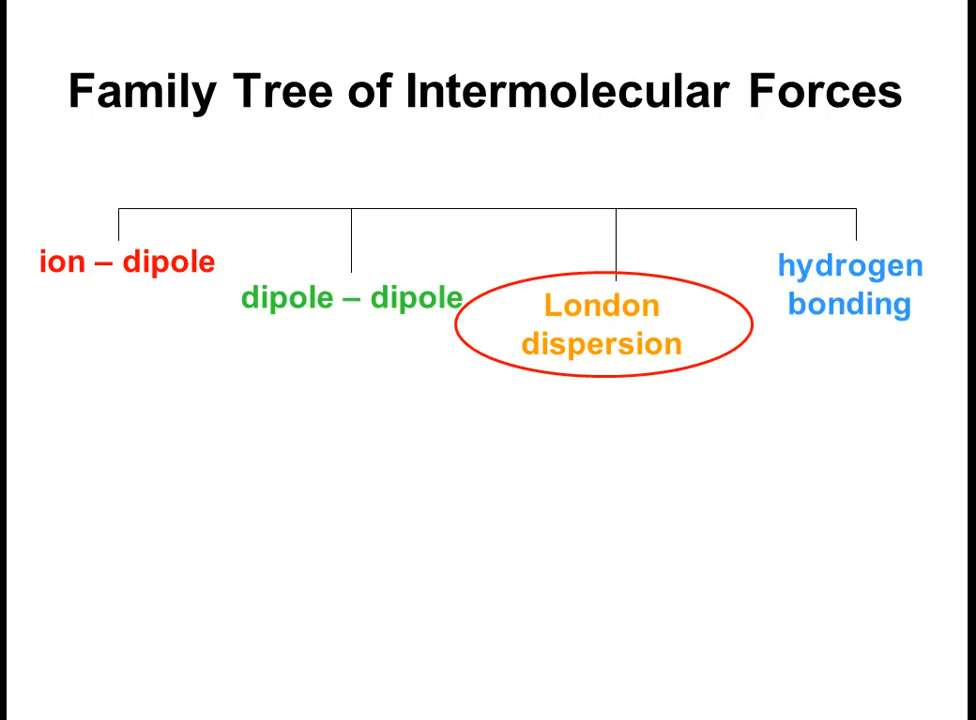 Family Tree of Intermolecular Forces
ion – dipole
dipole – dipole
London
dispersion
hydrogen
bonding